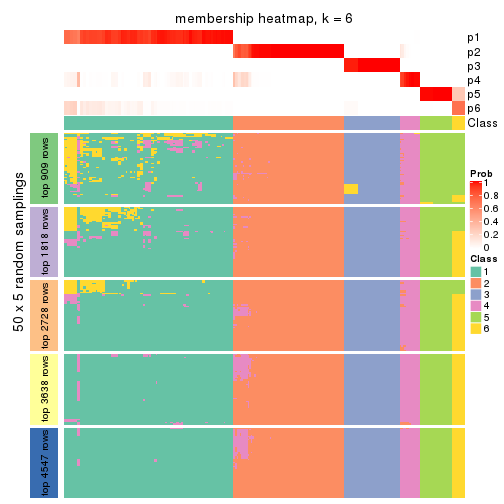 membership heatmap, k = 6
p1
p2
p3
p4
p5
p6
Class
50 x 5 random samplings
top 909 rows
top 1818 rows
top 2728 rows
top 3638 rows
top 4547 rows
Prob
1
0.8
0.6
0.4
0.2
0
Class
1
2
3
4
5
6